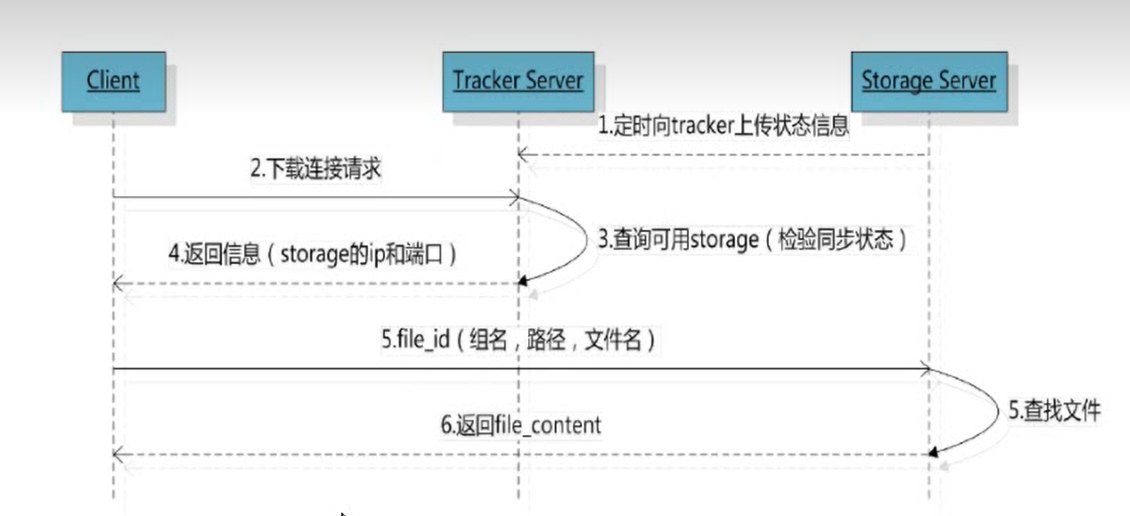 Client
Tracker Server
Storage Server
1.定时向tracker上传状态信息
2.下载连接请求
3.查询可用storage（检验同步状态）
4.返回信息（storage的ip和端口）
5.file_id（组名，路径，文件名）
5.查找文件
6.返回file_content